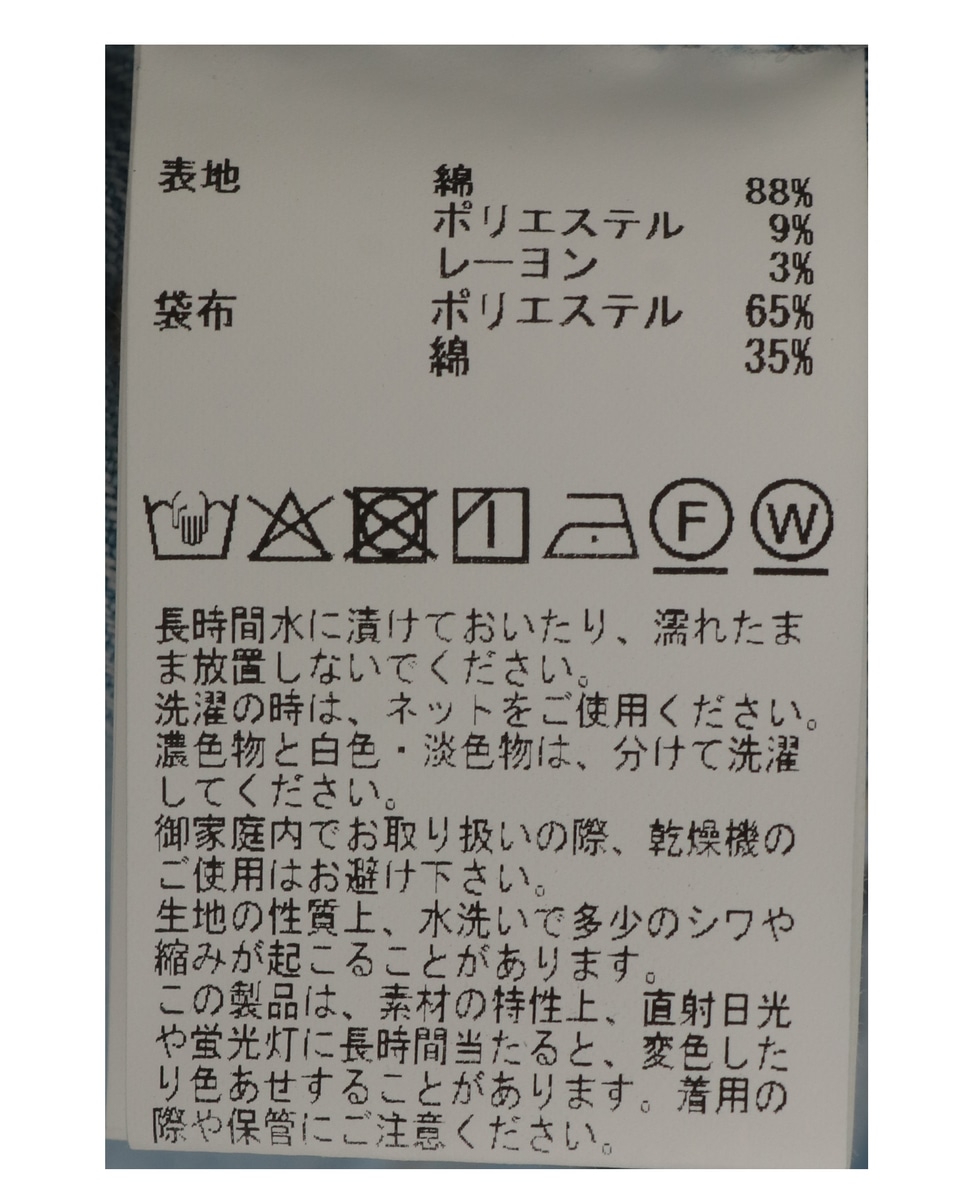 表地 綿 88%
ポリエステル 9%
レーヨン 3%
袋布 ポリエステル 65%
綿 35%
F W
長時間水に漬けておいたり、濡れたま
ま放置しないでください。
洗濯の時は、ネットをご使用ください。
濃色物と白色・淡色物は、分けて洗濯
してください。
御家庭内でお取り扱いの際、乾燥機の
ご使用はお避け下さい。
生地の性質上、水洗いで多少のシワや
縮みが起こることがあります。
この製品は、素材の特性上、直射日光
や蛍光灯に長時間当たると、変色した
り色あせすることがあります。着用の
際や保管にご注意ください。